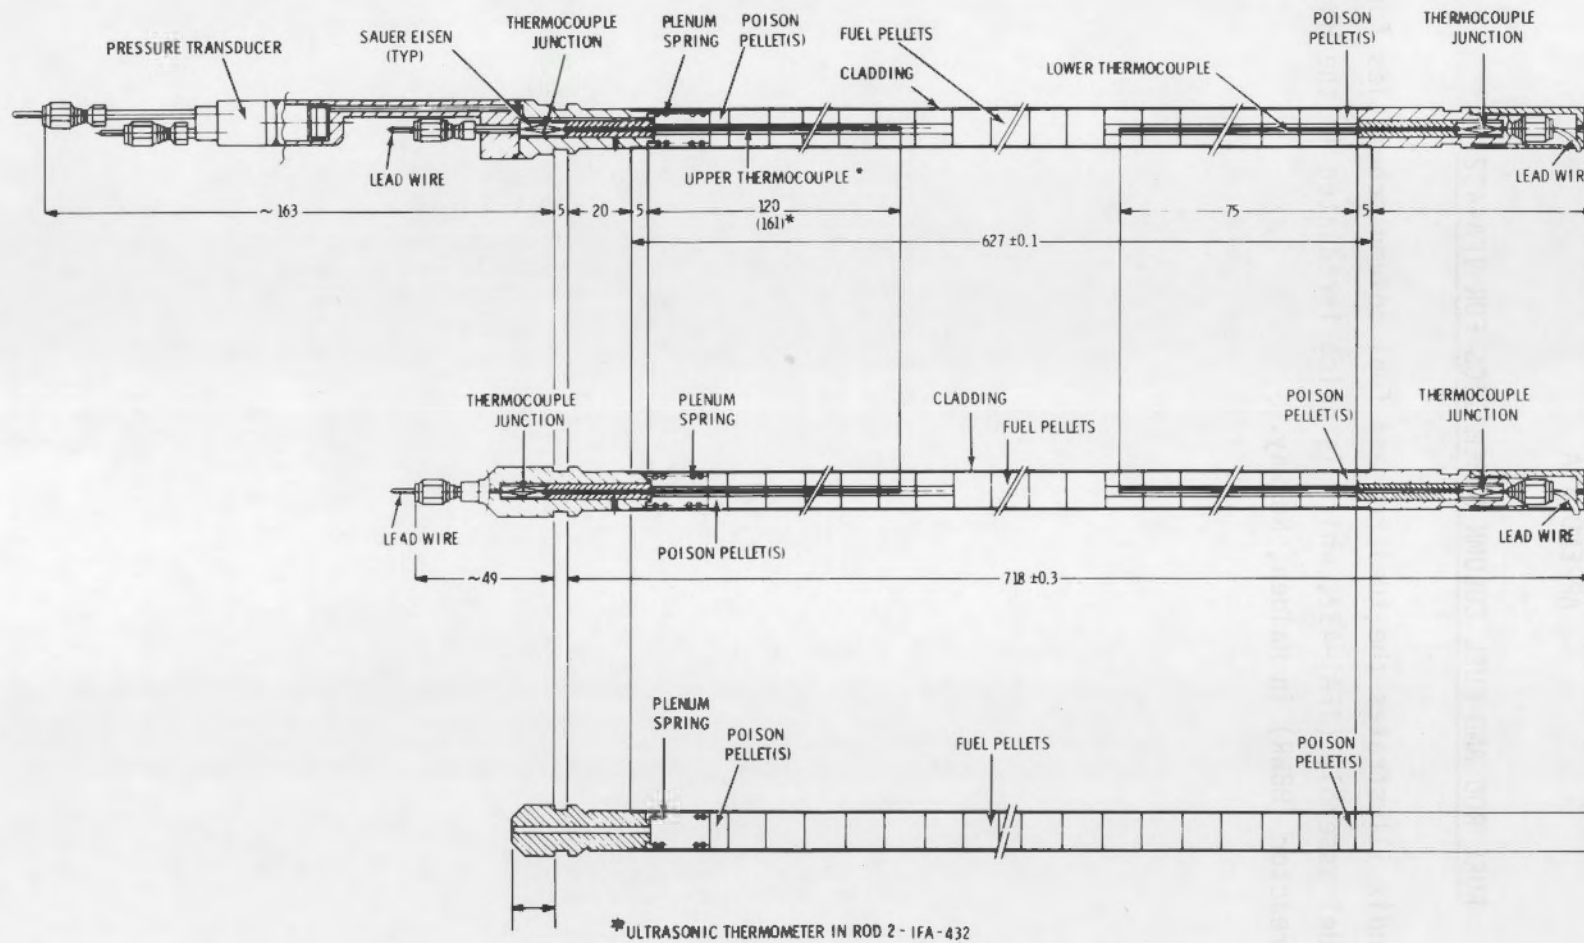 PRESSURE TRANSDUCER
SAUER EISEN
(TYP)
THERMOCOUPLE
JUNCTION
PLENUM
SPRING
POISON
PELLET(S)
FUEL PELLETS
CLADDING
LOWER THERMOCOUPLE
POISON
PELLET(S)
THERMOCOUPLE
JUNCTION
LEAD WIRE
UPPER THERMOCOUPLE *
LEAD WIR
~ 163
5
20
5
120
(161)*
75
5
627 ±0.1
THERMOCOUPLE
JUNCTION
PLENUM
SPRING
CLADDING
FUEL PELLETS
POISON
PELLET(S)
THERMOCOUPLE
JUNCTION
LEAD WIRE
POISON PELLET(S)
LEAD WIRE
~49
718 ±0.3
PLENUM
SPRING
POISON
PELLET(S)
FUEL PELLETS
POISON
PELLET(S)
*ULTRASONIC THERMOMETER IN ROD 2 - IFA-432